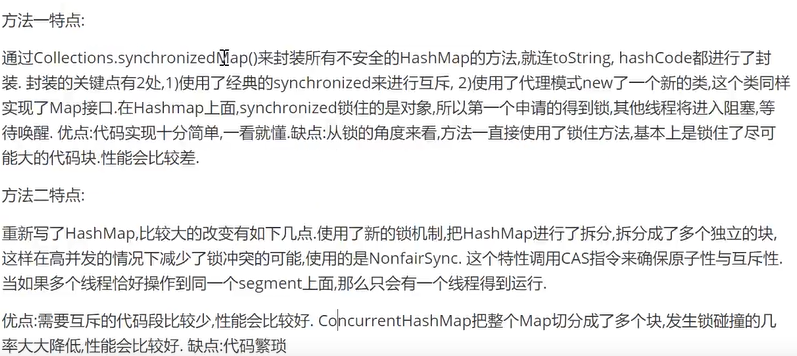 方法一特点:
通过Collections.synchronizedMap()来封装所有不安全的HashMap的方法,就连toString, hashCode都进行了封
装. 封装的关键点有2处,1)使用了经典的synchronized来进行互斥, 2)使用了代理模式new了一个新的类,这个类同样
实现了Map接口.在Hashmap上面,synchronized锁住的是对象,所以第一个申请的得到锁,其他线程将进入阻塞,等
待唤醒. 优点:代码实现十分简单,一看就懂.缺点:从锁的角度来看,方法一直接使用了锁住方法,基本上是锁住了尽可
能大的代码块.性能会比较差.
方法二特点:
重新写了HashMap,比较大的改变有如下几点.使用了新的锁机制,把HashMap进行了拆分,拆分成了多个独立的块,
这样在高并发的情况下减少了锁冲突的可能,使用的是NonfairSync. 这个特性调用CAS指令来确保原子性与互斥性.
当如果多个线程恰好操作到同一个segment上面,那么只会有一个线程得到运行.
优点:需要互斥的代码段比较少,性能会比较好. ConcurrentHashMap把整个Map切分成了多个块,发生锁碰撞的几
率大大降低,性能会比较好. 缺点:代码繁琐